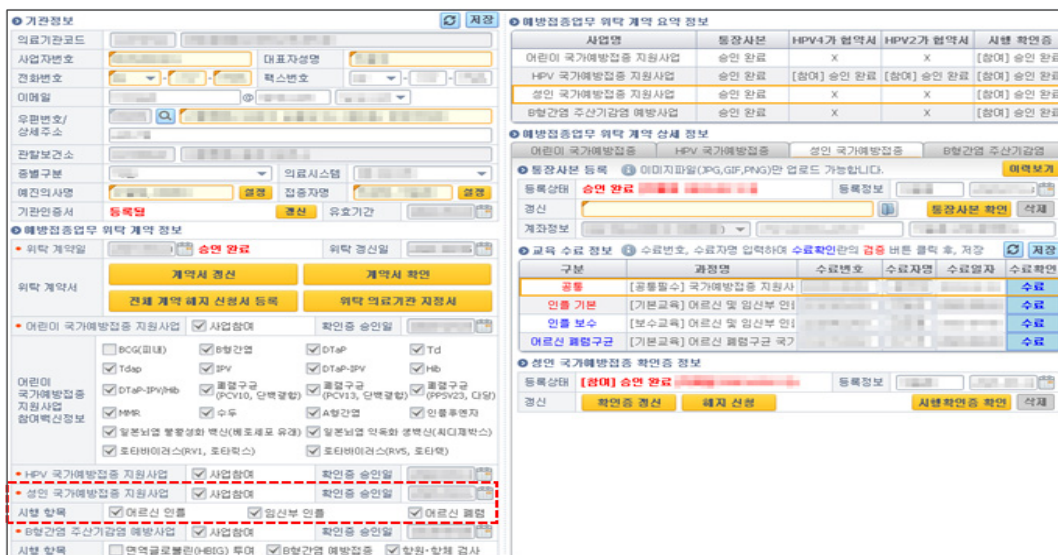 기관정보
저장
의료기관코드
사업자번호 대표자성명
전화번호 팩스번호
이메일 @
우편번호/
상세주소
관할보건소
종별구분 의료시스템
예진의사명 설정 접종자명 설정
기관인증서 등록됨 갱신 유효기간
예방접종업무 위탁 계약 정보
* 위탁 계약일 승인 완료 위탁 갱신일
위탁 계약서
계약서 갱신 계약서 확인
전체 계약 해지 신청서 등록 위탁 의료기관 지정서
* 어린이 국가예방접종 지원사업 사업참여 확인증 승인일
어린이
국가예방접종
지원사업
참여백신정보
BCG(피내) B형간염 DTaP Td
Tdap IPV DTaP-IPV Hib
DTaP-IPV/Hib 폐렴구균(PCV10, 단백결합) 폐렴구균(PCV13, 단백결합) 폐렴구균(PPSV23, 다당)
MMR 수두 A형간염 인플루엔자
일본뇌염 불활성화 백신(베로세포 유래) 일본뇌염 약독화 생백신(씨디제박스)
로타바이러스(RV1, 로타릭스) 로타바이러스(RV5, 로타텍)
* HPV 국가예방접종 지원사업 사업참여 확인증 승인일
* 성인 국가예방접종 지원사업 사업참여 확인증 승인일
시행 항목 어르신 인플 임신부 인플 어르신 폐렴
* B형간염 주산기감염 예방사업 사업참여 확인증 승인일
시행 항목 면역글로불린(HBIG) 투여 B형간염 예방접종 항원·항체 검사
예방접종업무 위탁 계약 요약 정보
사업명 통장사본 HPV4가 협약서 HPV2가 협약서 시행 확인증
어린이 국가예방접종 지원사업 승인 완료 X X [참여] 승인 완료
HPV 국가예방접종 지원사업 승인 완료 [참여] 승인 완료 [참여] 승인 완료 [참여] 승인 완료
성인 국가예방접종 지원사업 승인 완료 X X [참여] 승인 완료
B형간염 주산기감염 예방사업 승인 완료 X X [참여] 승인 완료
예방접종업무 위탁 계약 상세 정보
어린이 국가예방접종 HPV 국가예방접종 성인 국가예방접종 B형간염 주산기감염
통장사본 등록 이미지파일(JPG,GIF,PNG)만 업로드 가능합니다. 이력보기
등록상태 승인 완료 등록정보
갱신 통장사본 확인 삭제
계좌정보
교육 수료 정보 수료번호, 수료자명 입력하여 수료확인란의 검증 버튼 클릭 후, 저장 저장
구분 과정명 수료번호 수료자명 수료일자 수료확인
공통 [공통필수] 국가예방접종 지원사 수료
인플 기본 [기본교육] 어르신 및 임신부 인 수료
인플 보수 [보수교육] 어르신 및 임신부 인 수료
어르신 폐렴구균 [기본교육] 어르신 폐렴구균 국가 수료
성인 국가예방접종 확인증 정보
등록상태 [참여] 승인 완료 등록정보
갱신 확인증 갱신 해지 신청 시행확인증 확인 삭제